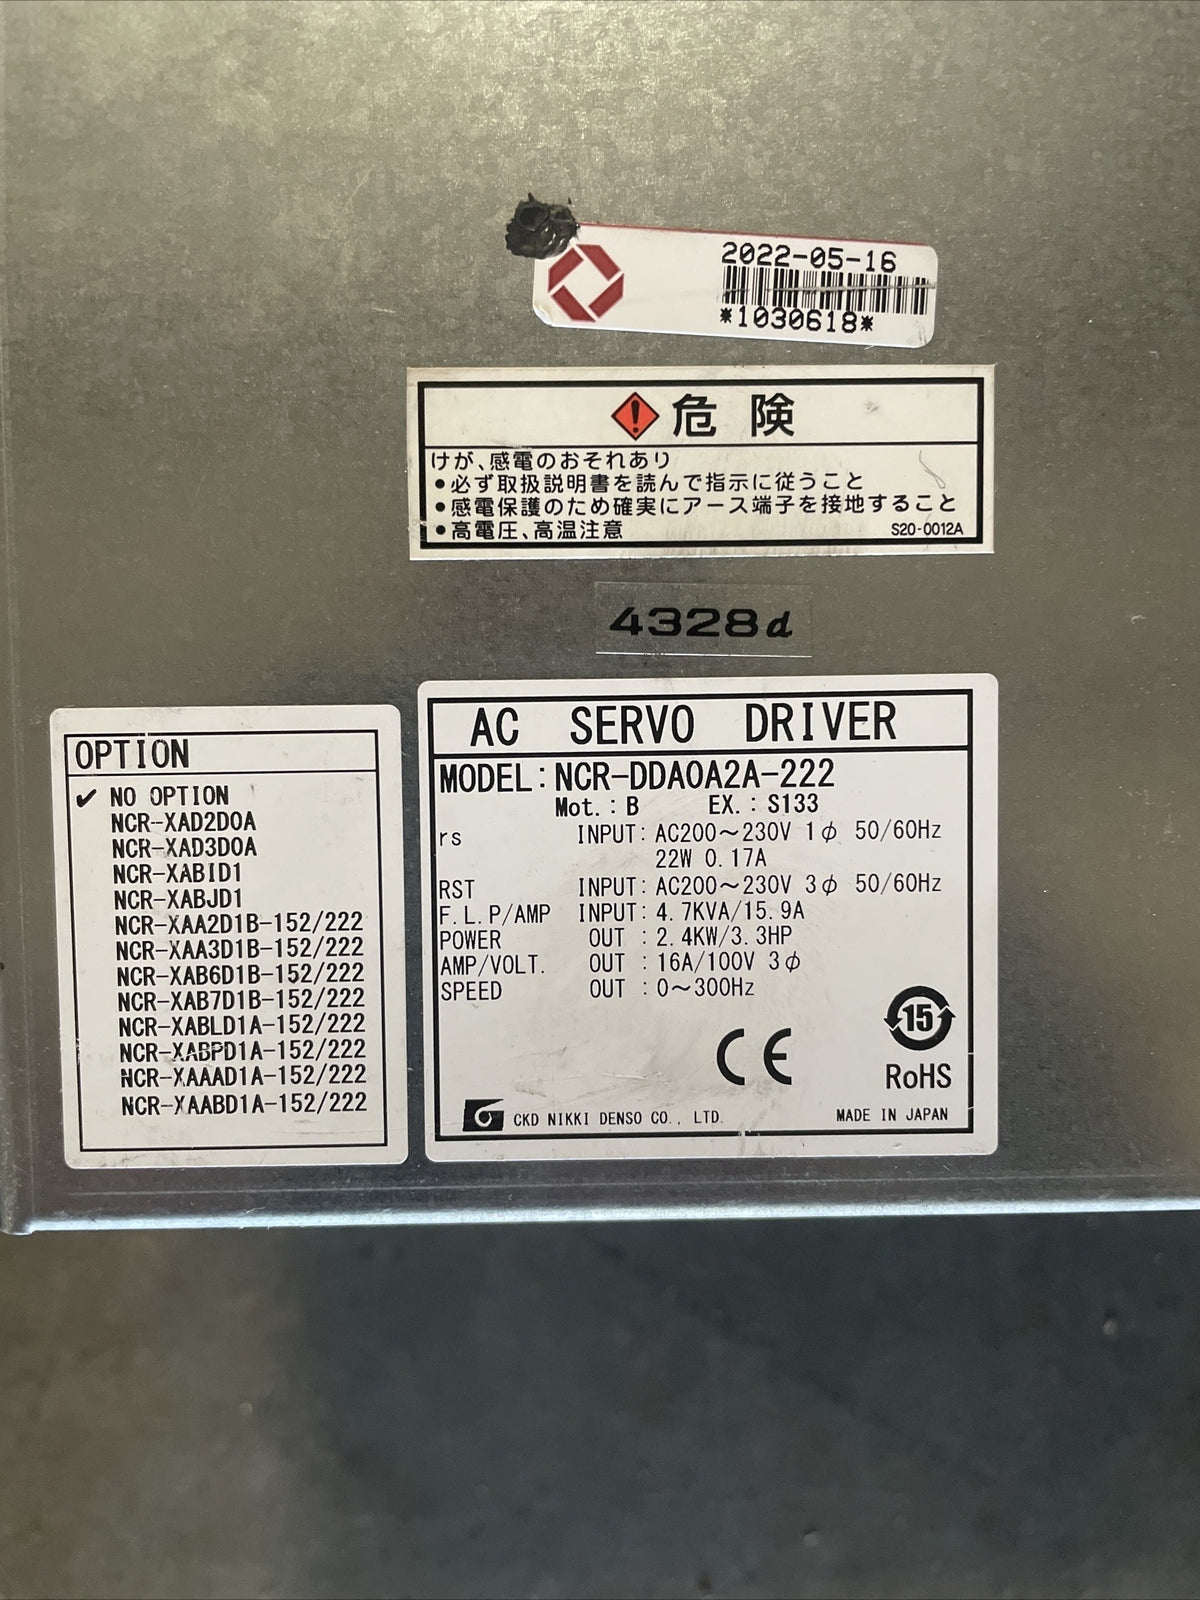 2022-05-16
*1030618*
危険
けが、感電のおそれあり
•必ず取扱説明書を読んで指示に従うこと
•感電保護のため確実にアース端子を接地すること
•高電圧、高温注意 S20-0012A
4328d
OPTION
✔ NO OPTION
NCR-XAD2D0A
NCR-XAD3D0A
NCR-XABID1
NCR-XABJD1
NCR-XAA2D1B-152/222
NCR-XAA3D1B-152/222
NCR-XAB6D1B-152/222
NCR-XAB7D1B-152/222
NCR-XABLD1A-152/222
NCR-XABPD1A-152/222
NCR-XAAAD1A-152/222
NCR-XAABD1A-152/222
AC SERVO DRIVER
MODEL: NCR-DDA0A2A-222
Mot.: B EX.: S133
rs INPUT: AC200～230V 1φ 50/60Hz
22W 0.17A
RST INPUT: AC200～230V 3φ 50/60Hz
F.L.P/AMP INPUT: 4.7KVA/15.9A
POWER OUT : 2.4KW/3.3HP
AMP/VOLT. OUT : 16A/100V 3φ
SPEED OUT : 0～300Hz
15
CE
RoHS
CKD NIKKI DENSO CO., LTD. MADE IN JAPAN